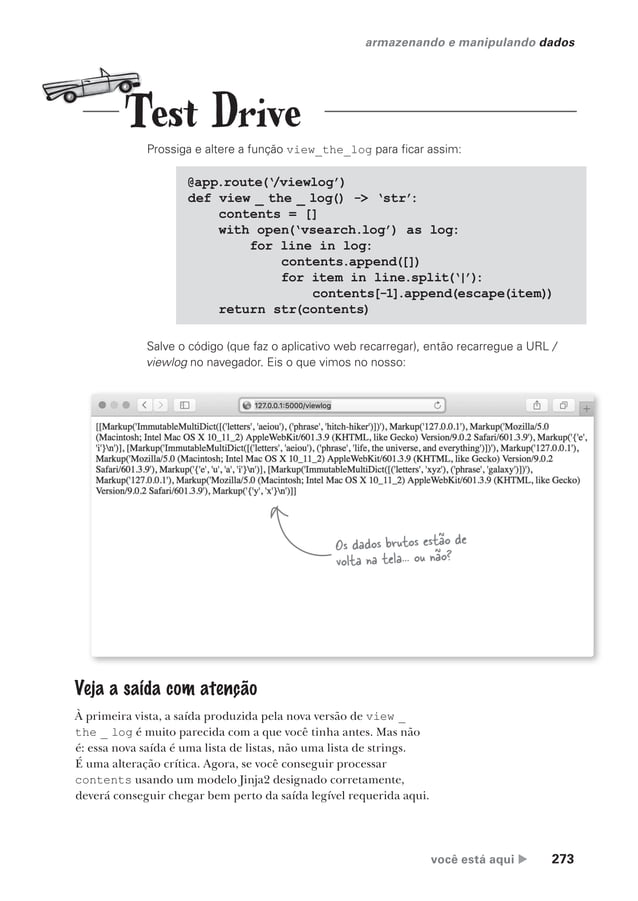 armazenando e manipulando dados
Test Drive
Prossiga e altere a função view_the_log para ficar assim:
@app.route(‘/viewlog’)
def view _ the _ log() -> ‘str’:
contents = []
with open(‘vsearch.log’) as log:
for line in log:
contents.append([])
for item in line.split(‘|’):
contents[-1].append(escape(item))
return str(contents)
Salve o código (que faz o aplicativo web recarregar), então recarregue a URL /
viewlog no navegador. Eis o que vimos no nosso:
127.0.0.1:5000/viewlog
[[Markup('ImmutableMultiDict([('letters', 'aeiou'), ('phrase', 'hitch-hiker')])'), Markup('127.0.0.1'), Markup('Mozilla/5.0
(Macintosh; Intel Mac OS X 10_11_2) AppleWebKit/601.3.9 (KHTML, like Gecko) Version/9.0.2 Safari/601.3.9'), Markup('{'e',
'i'}\n')], [Markup('ImmutableMultiDict([('letters', 'aeiou'), ('phrase', 'life, the universe, and everything')])'), Markup('127.0.0.1'),
Markup('Mozilla/5.0 (Macintosh; Intel Mac OS X 10_11_2) AppleWebKit/601.3.9 (KHTML, like Gecko) Version/9.0.2
Safari/601.3.9'), Markup('{'e', 'u', 'a', 'i'}\n')], [Markup('ImmutableMultiDict([('letters', 'xyz'), ('phrase', 'galaxy')])'),
Markup('127.0.0.1'), Markup('Mozilla/5.0 (Macintosh; Intel Mac OS X 10_11_2) AppleWebKit/601.3.9 (KHTML, like Gecko)
Version/9.0.2 Safari/601.3.9'), Markup('{'y', 'x'}\n')]]
Os dados brutos estão de
volta na tela... ou não?
Veja a saída com atenção
À primeira vista, a saída produzida pela nova versão de view _
the _ log é muito parecida com a que você tinha antes. Mas não
é: essa nova saída é uma lista de listas, não uma lista de strings.
É uma alteração crítica. Agora, se você conseguir processar
contents usando um modelo Jinja2 designado corretamente,
deverá conseguir chegar bem perto da saída legível requerida aqui.
você está aqui ▶ 273